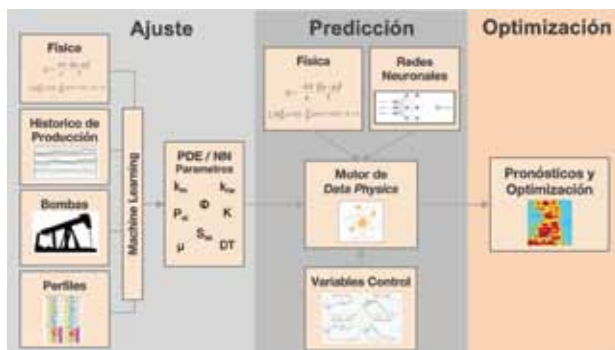 Ajuste
Predicción
Optimización
Física
Historico de
Producción
Bombas
Perfiles
Machine Learning
PDE / NN
Parametros
Φ
K
μ
DT
Física
Redes
Neuronales
Motor de
Data Physics
Variables Control
Pronósticos y
Optimización